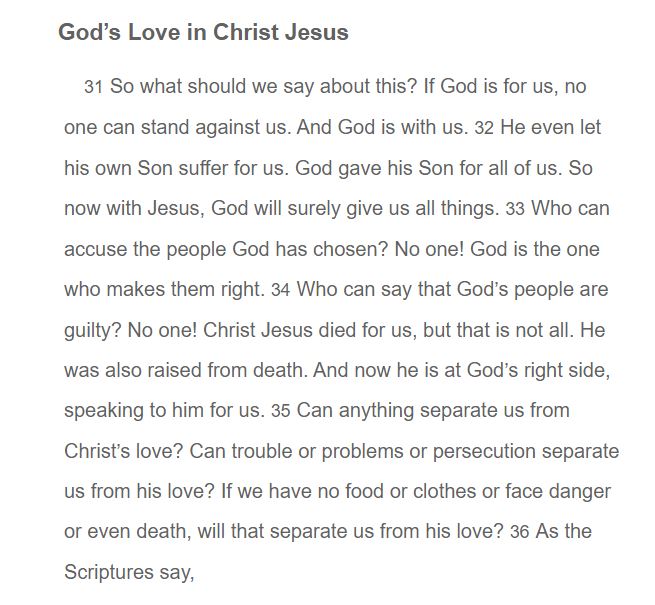 God’s Love in Christ Jesus
31 So what should we say about this? If God is for us, no
one can stand against us. And God is with us. 32 He even let
his own Son suffer for us. God gave his Son for all of us. So
now with Jesus, God will surely give us all things. 33 Who can
accuse the people God has chosen? No one! God is the one
who makes them right. 34 Who can say that God’s people are
guilty? No one! Christ Jesus died for us, but that is not all. He
was also raised from death. And now he is at God’s right side,
speaking to him for us. 35 Can anything separate us from
Christ’s love? Can trouble or problems or persecution separate
us from his love? If we have no food or clothes or face danger
or even death, will that separate us from his love? 36 As the
Scriptures say,